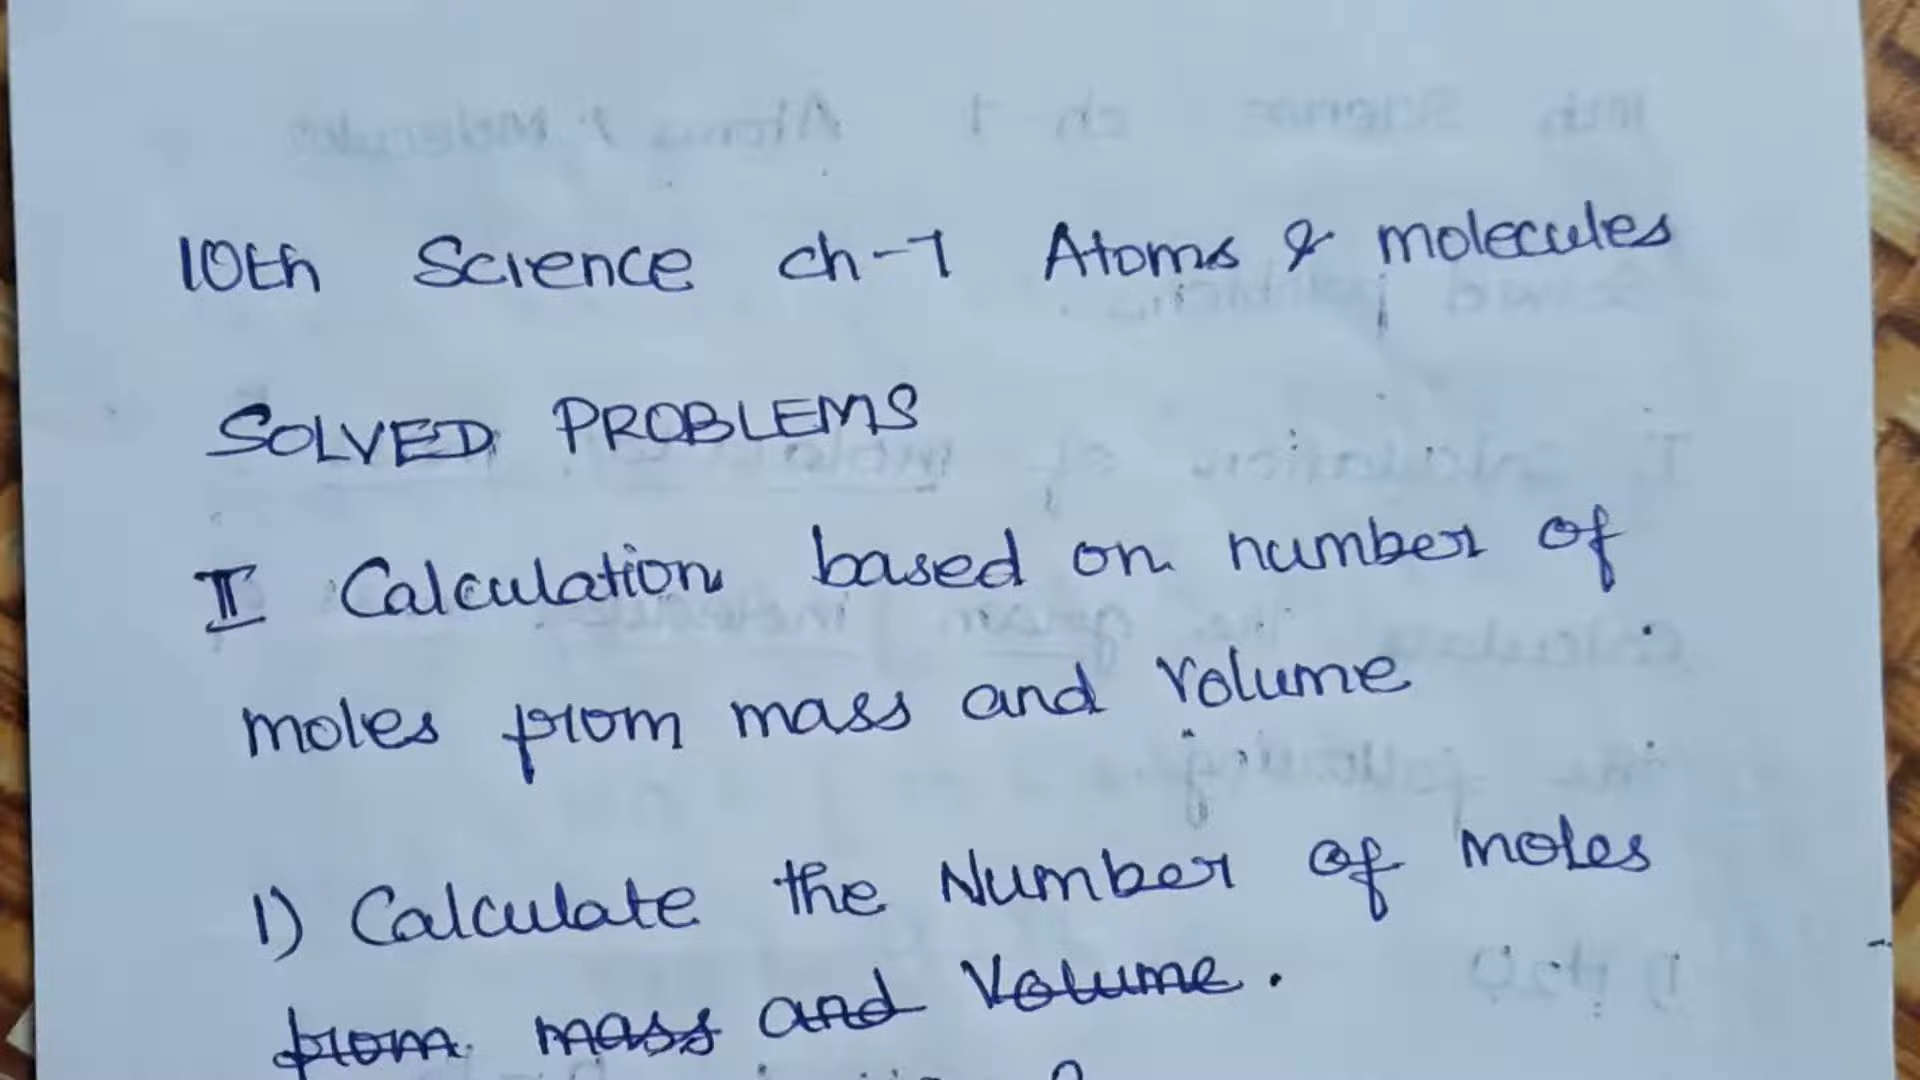 10th Science ch-7 Atoms & molecules
SOLVED PROBLEMS
II Calculation based on number of
moles from mass and volume
1) Calculate the Number of moles
from mass and Volume.